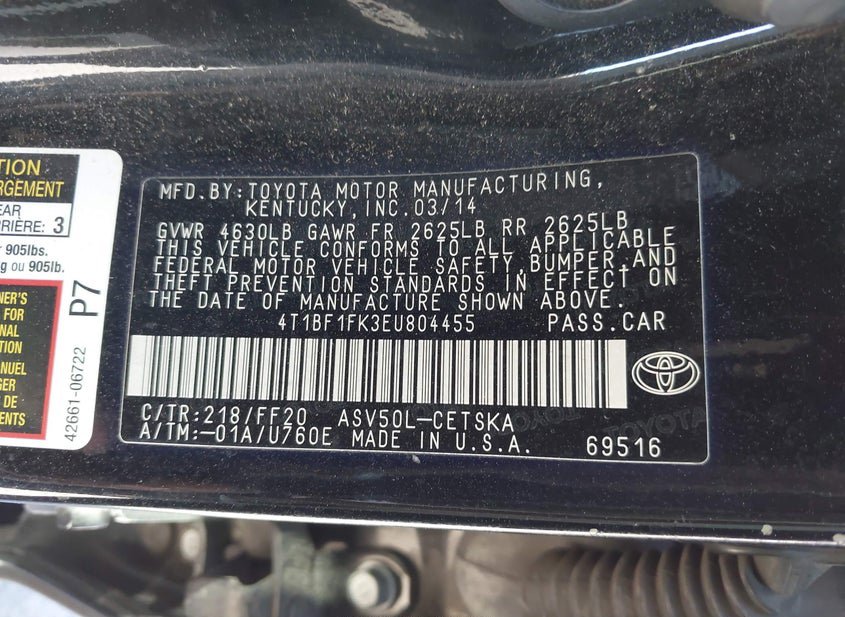 TION
RGEMENT
EAR
RRIÈRE: 3
r 905lbs.
g ou 905lb.
NER'S
FOR
NAL
TION
NUEL
GER
DE
NTS
P7
42661-06722
MFD.BY:TOYOTA MOTOR MANUFACTURING,
KENTUCKY,INC.03/14
GVWR 4630LB GAWR FR 2625LB RR 2625LB
THIS VEHICLE CONFORMS TO ALL APPLICABLE
FEDERAL MOTOR VEHICLE SAFETY,BUMPER,AND
THEFT PREVENTION STANDARDS IN EFFECT ON
THE DATE OF MANUFACTURE SHOWN ABOVE.
4T1BF1FK3EU804455 PASS.CAR
C/TR:218/FF20 ASV50L-CETSKA
A/TM:-01A/U760E MADE IN U.S.A.
69516